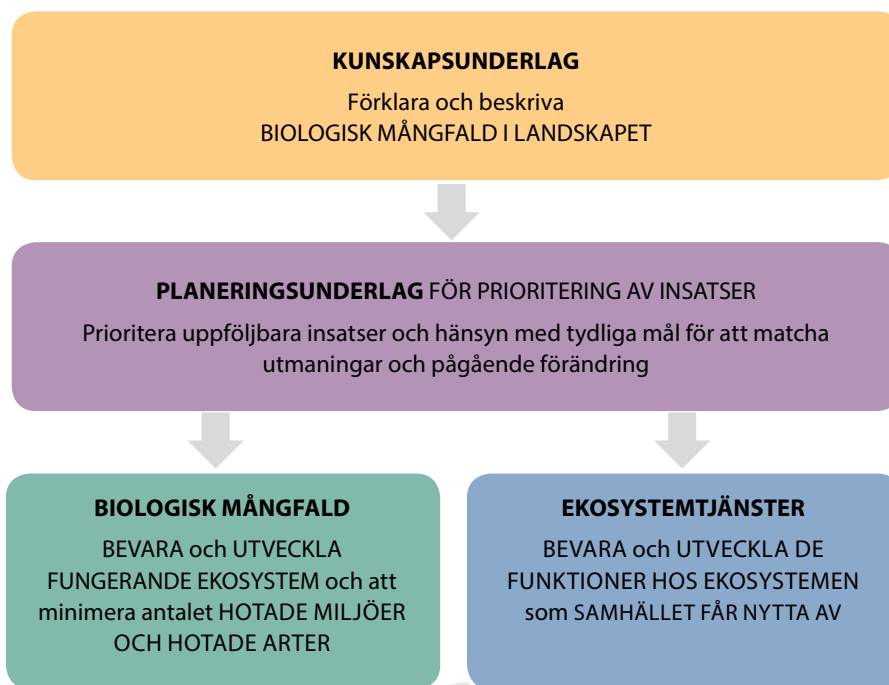 KUNSKAPSUNDERLAG
Förklara och beskriva
BIOLOGISK MÅNGFALD I LANDSKAPET
PLANERINGSUNDERLAG FÖR PRIORITERING AV INSATSER
Prioritera uppföljbara insatser och hänsyn med tydliga mål för att matcha
utmaningar och pågående förändring
BIOLOGISK MÅNGFALD
BEVARA och UTVECKLA
FUNGERANDE EKOSYSTEM och att
minimera antalet HOTADE MILJÖER
OCH HOTADE ARTER
EKOSYSTEMTJÄNSTER
BEVARA och UTVECKLA DE
FUNKTIONER HOS EKOSYSTEMEN
som SAMHÄLLET FÅR NYTTA AV